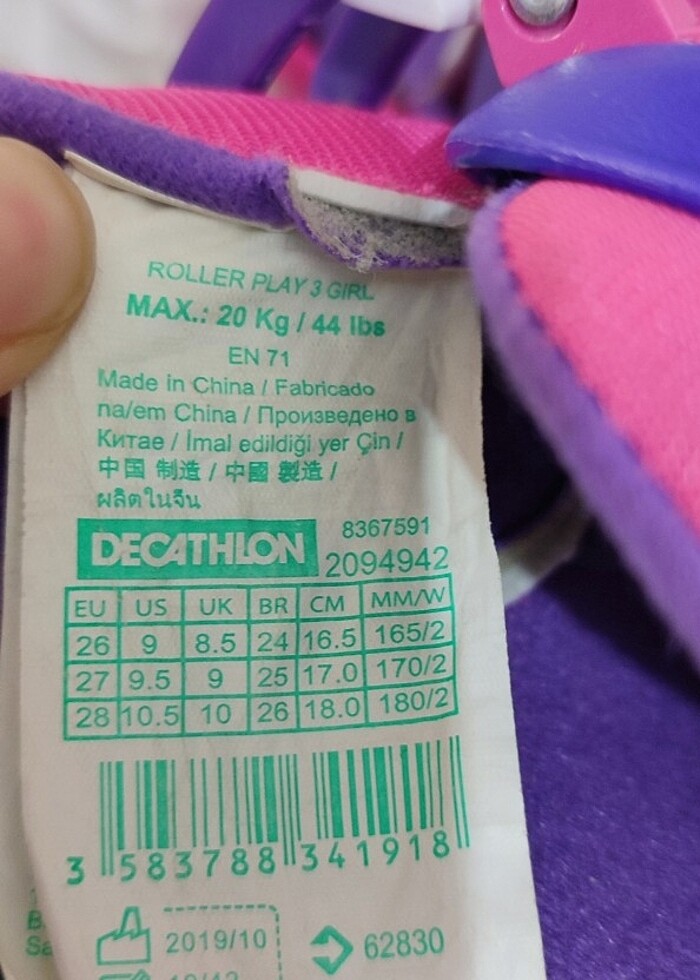 ROLLER PLAY 3 GIRL
MAX.: 20 Kg / 44 lbs
EN 71
Made in China / Fabricado
na/em China / Произведено в
Китае / İmal edildiği yer Çin /
中国 制造 / 中國 製造 /
ผลิตในจีน
DECATHLON 8367591
2094942
EU US UK BR CM MM/W
26 9 8.5 24 16.5 165/2
27 9.5 9 25 17.0 170/2
28 10.5 10 26 18.0 180/2
3 583788 341918
2019/10 62830